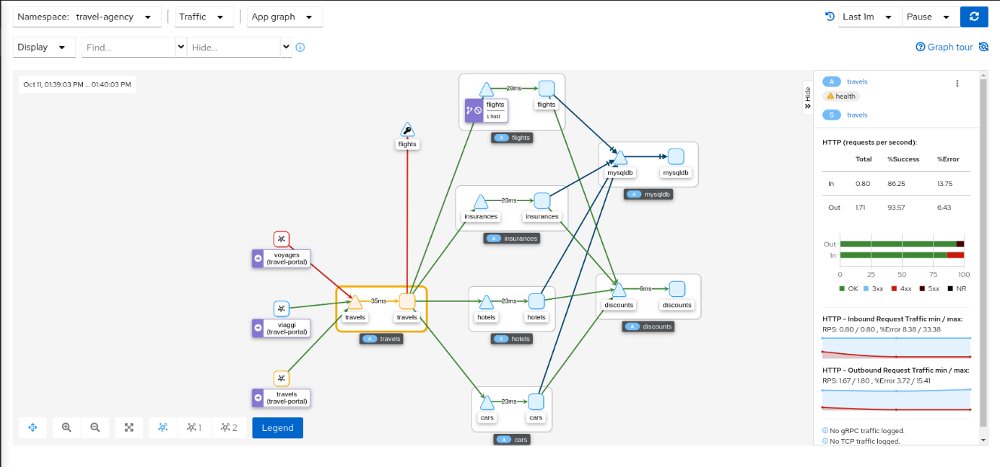 Namespace: travel-agency
Traffic
App graph
Last 1m
Pause
Display
Find...
Hide...
Graph tour
Oct 11, 01:39:03 PM ... 01:40:03 PM
20ms
flights
1 host
flights
A flights
flights
mysqldb
mysqldb
A mysqldb
23ms
insurances
insurances
A insurances
voyages
(travel-portal)
35ms
travels
travels
A travels
23ms
hotels
hotels
A hotels
6ms
discounts
discounts
A discounts
viaggi
(travel-portal)
travels
(travel-portal)
23ms
cars
cars
A cars
1
2
Legend
Hide
A travels
health
S travels
HTTP (requests per second):
Total %Success %Error
In 0.80 86.25 13.75
Out 1.71 93.57 6.43
Out
In
0 25 50 75 100
OK 3xx 4xx 5xx NR
HTTP - Inbound Request Traffic min / max:
RPS: 0.80 / 0.80 , %Error 8.38 / 33.38
HTTP - Outbound Request Traffic min / max:
RPS: 1.67 / 1.80 , %Error 3.72 / 15.41
No gRPC traffic logged.
No TCP traffic logged.